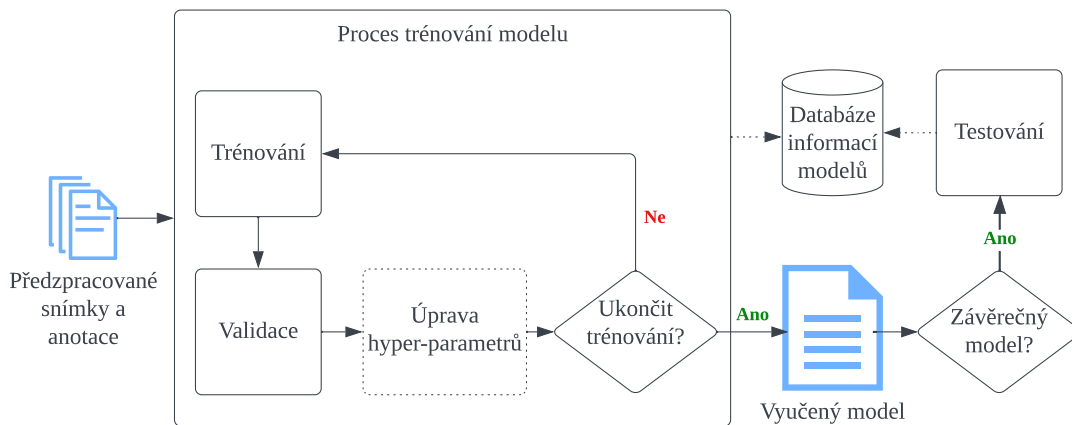 Proces trénování modelu
Trénování
Databáze
informací
modelů
Testování
Ne
Ano
Předzpracované
snímky a
anotace
Validace
Úprava
hyper-parametrů
Ukončit
trénování?
Ano
Závěrečný
model?
Vyučený model